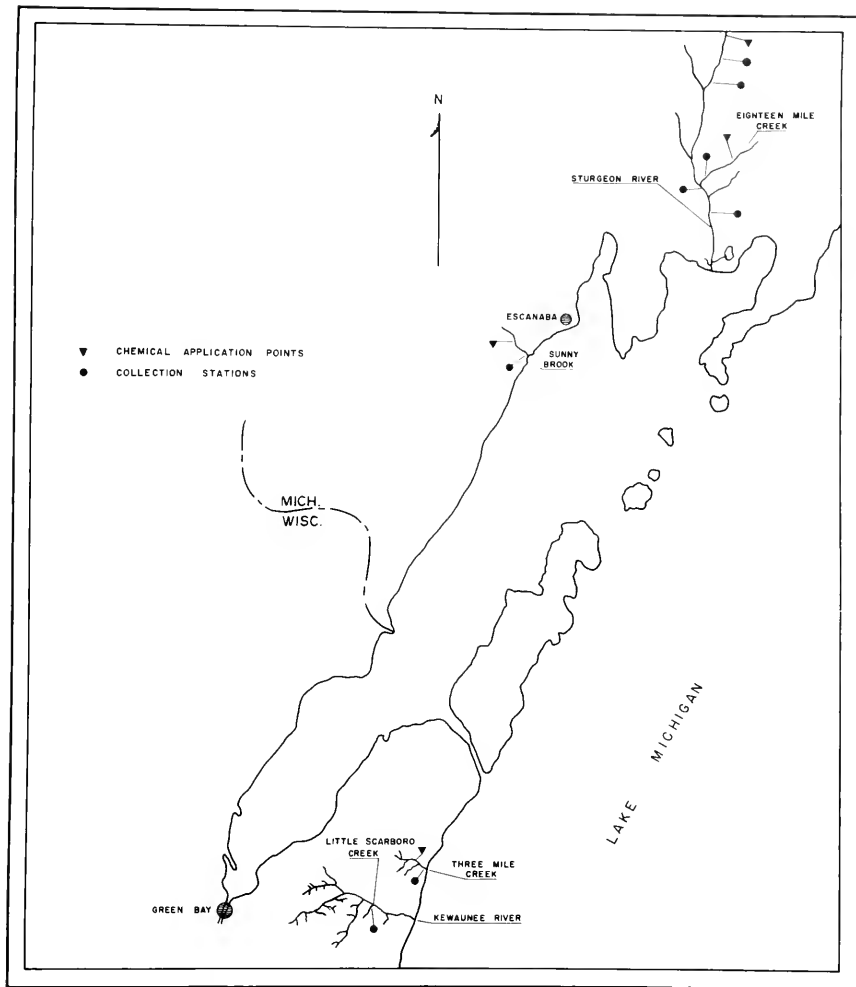 N
EIGHTEEN MILE
CREEK
STURGEON RIVER
ESCANABA
SUNNY
BROOK
CHEMICAL APPLICATION POINTS
COLLECTION STATIONS
MICH.
WISC.
LAKE MICHIGAN
LITTLE SCARBORO
CREEK
THREE MILE
CREEK
GREEN BAY
KEWAUNEE RIVER